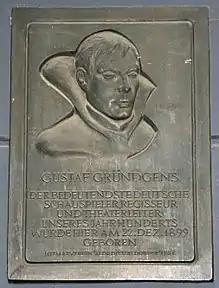 GUSTAF GRÜNDGENS
DER BEDEUTENDSTE DEUTSCHE
SCHAUSPIELER, REGISSEUR
UND THEATERLEITER
UNSERES JAHRHUNDERTS
WURDE HIER AM 22. DEZ. 1899
GEBOREN